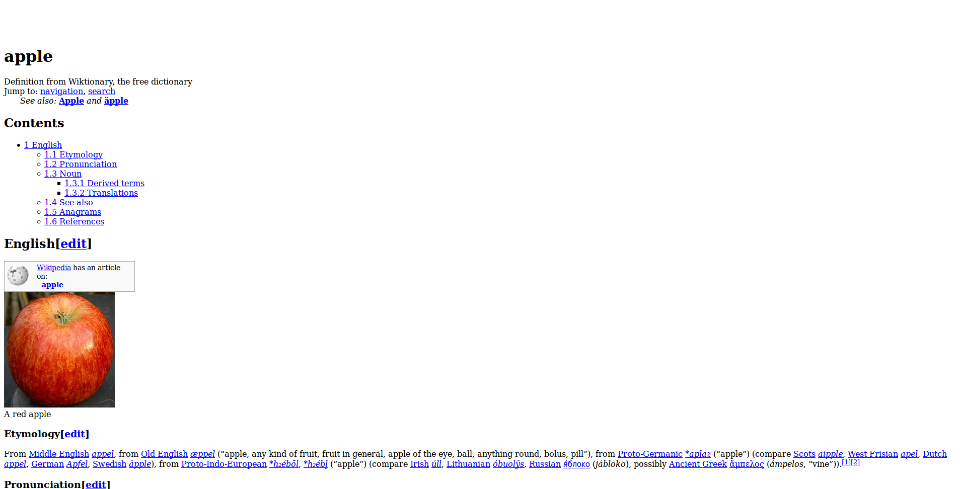 apple
Definition from Wiktionary, the free dictionary
Jump to: navigation, search
See also: Apple and äpple
Contents
1 English
1.1 Etymology
1.2 Pronunciation
1.3 Noun
1.3.1 Derived terms
1.3.2 Translations
1.4 See also
1.5 Anagrams
1.6 References
English[edit]
Wikipedia has an article
on:
apple
A red apple
Etymology[edit]
From Middle English appel, from Old English æppel (“apple, any kind of fruit, fruit in general, apple of the eye, ball, anything round, bolus, pill”), from Proto-Germanic *aplaz (“apple”) (compare Scots aipple, West Frisian apel, Dutch
appel, German Apfel, Swedish äpple), from Proto-Indo-European *h₂ébōl, *h₂ébl̥ (“apple”) (compare Irish úll, Lithuanian óbuolỹs, Russian я́блоко (jábloko), possibly Ancient Greek ἄμπελος (ámpelos, “vine”)).[1][2]
Pronunciation[edit]